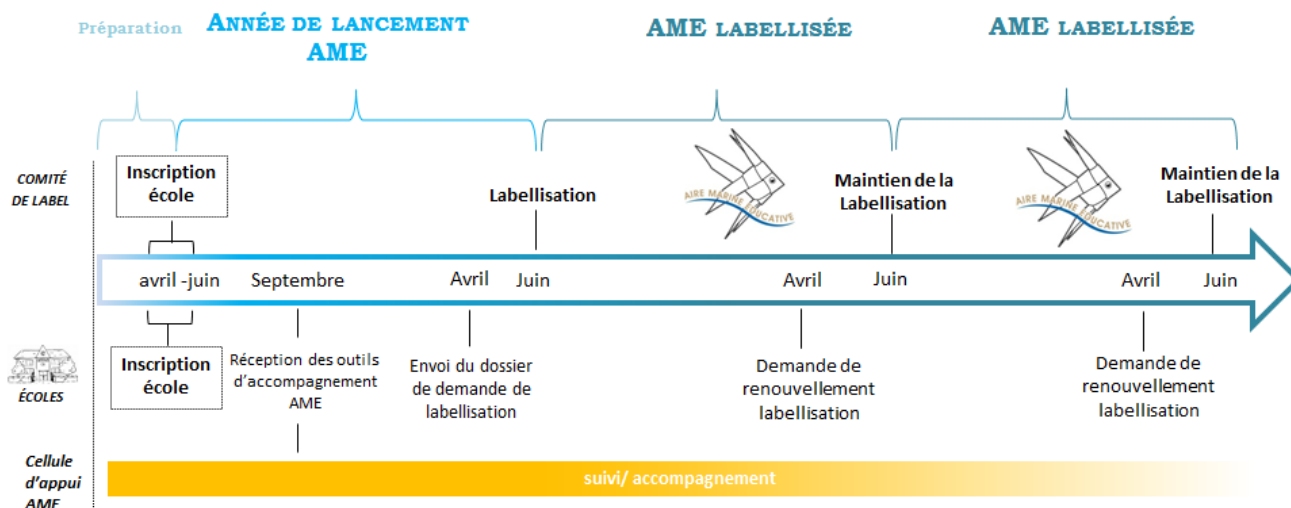 Préparation
ANNÉE DE LANCEMENT
AME
AME LABELLISÉE
AME LABELLISÉE
COMITÉ
DE LABEL
Inscription
école
Labellisation
AIRE MARINE EDUCATIVE
Maintien de la
Labellisation
AIRE MARINE EDUCATIVE
Maintien de la
Labellisation
avril -juin
Septembre
Avril
Juin
Avril
Juin
Avril
Juin
ÉCOLES
Inscription
école
Réception des outils
d’accompagnement
AME
Envoi du dossier
de demande de
labellisation
Demande de
renouvellement
labellisation
Demande de
renouvellement
labellisation
Cellule
d’appui
AME
suivi/ accompagnement